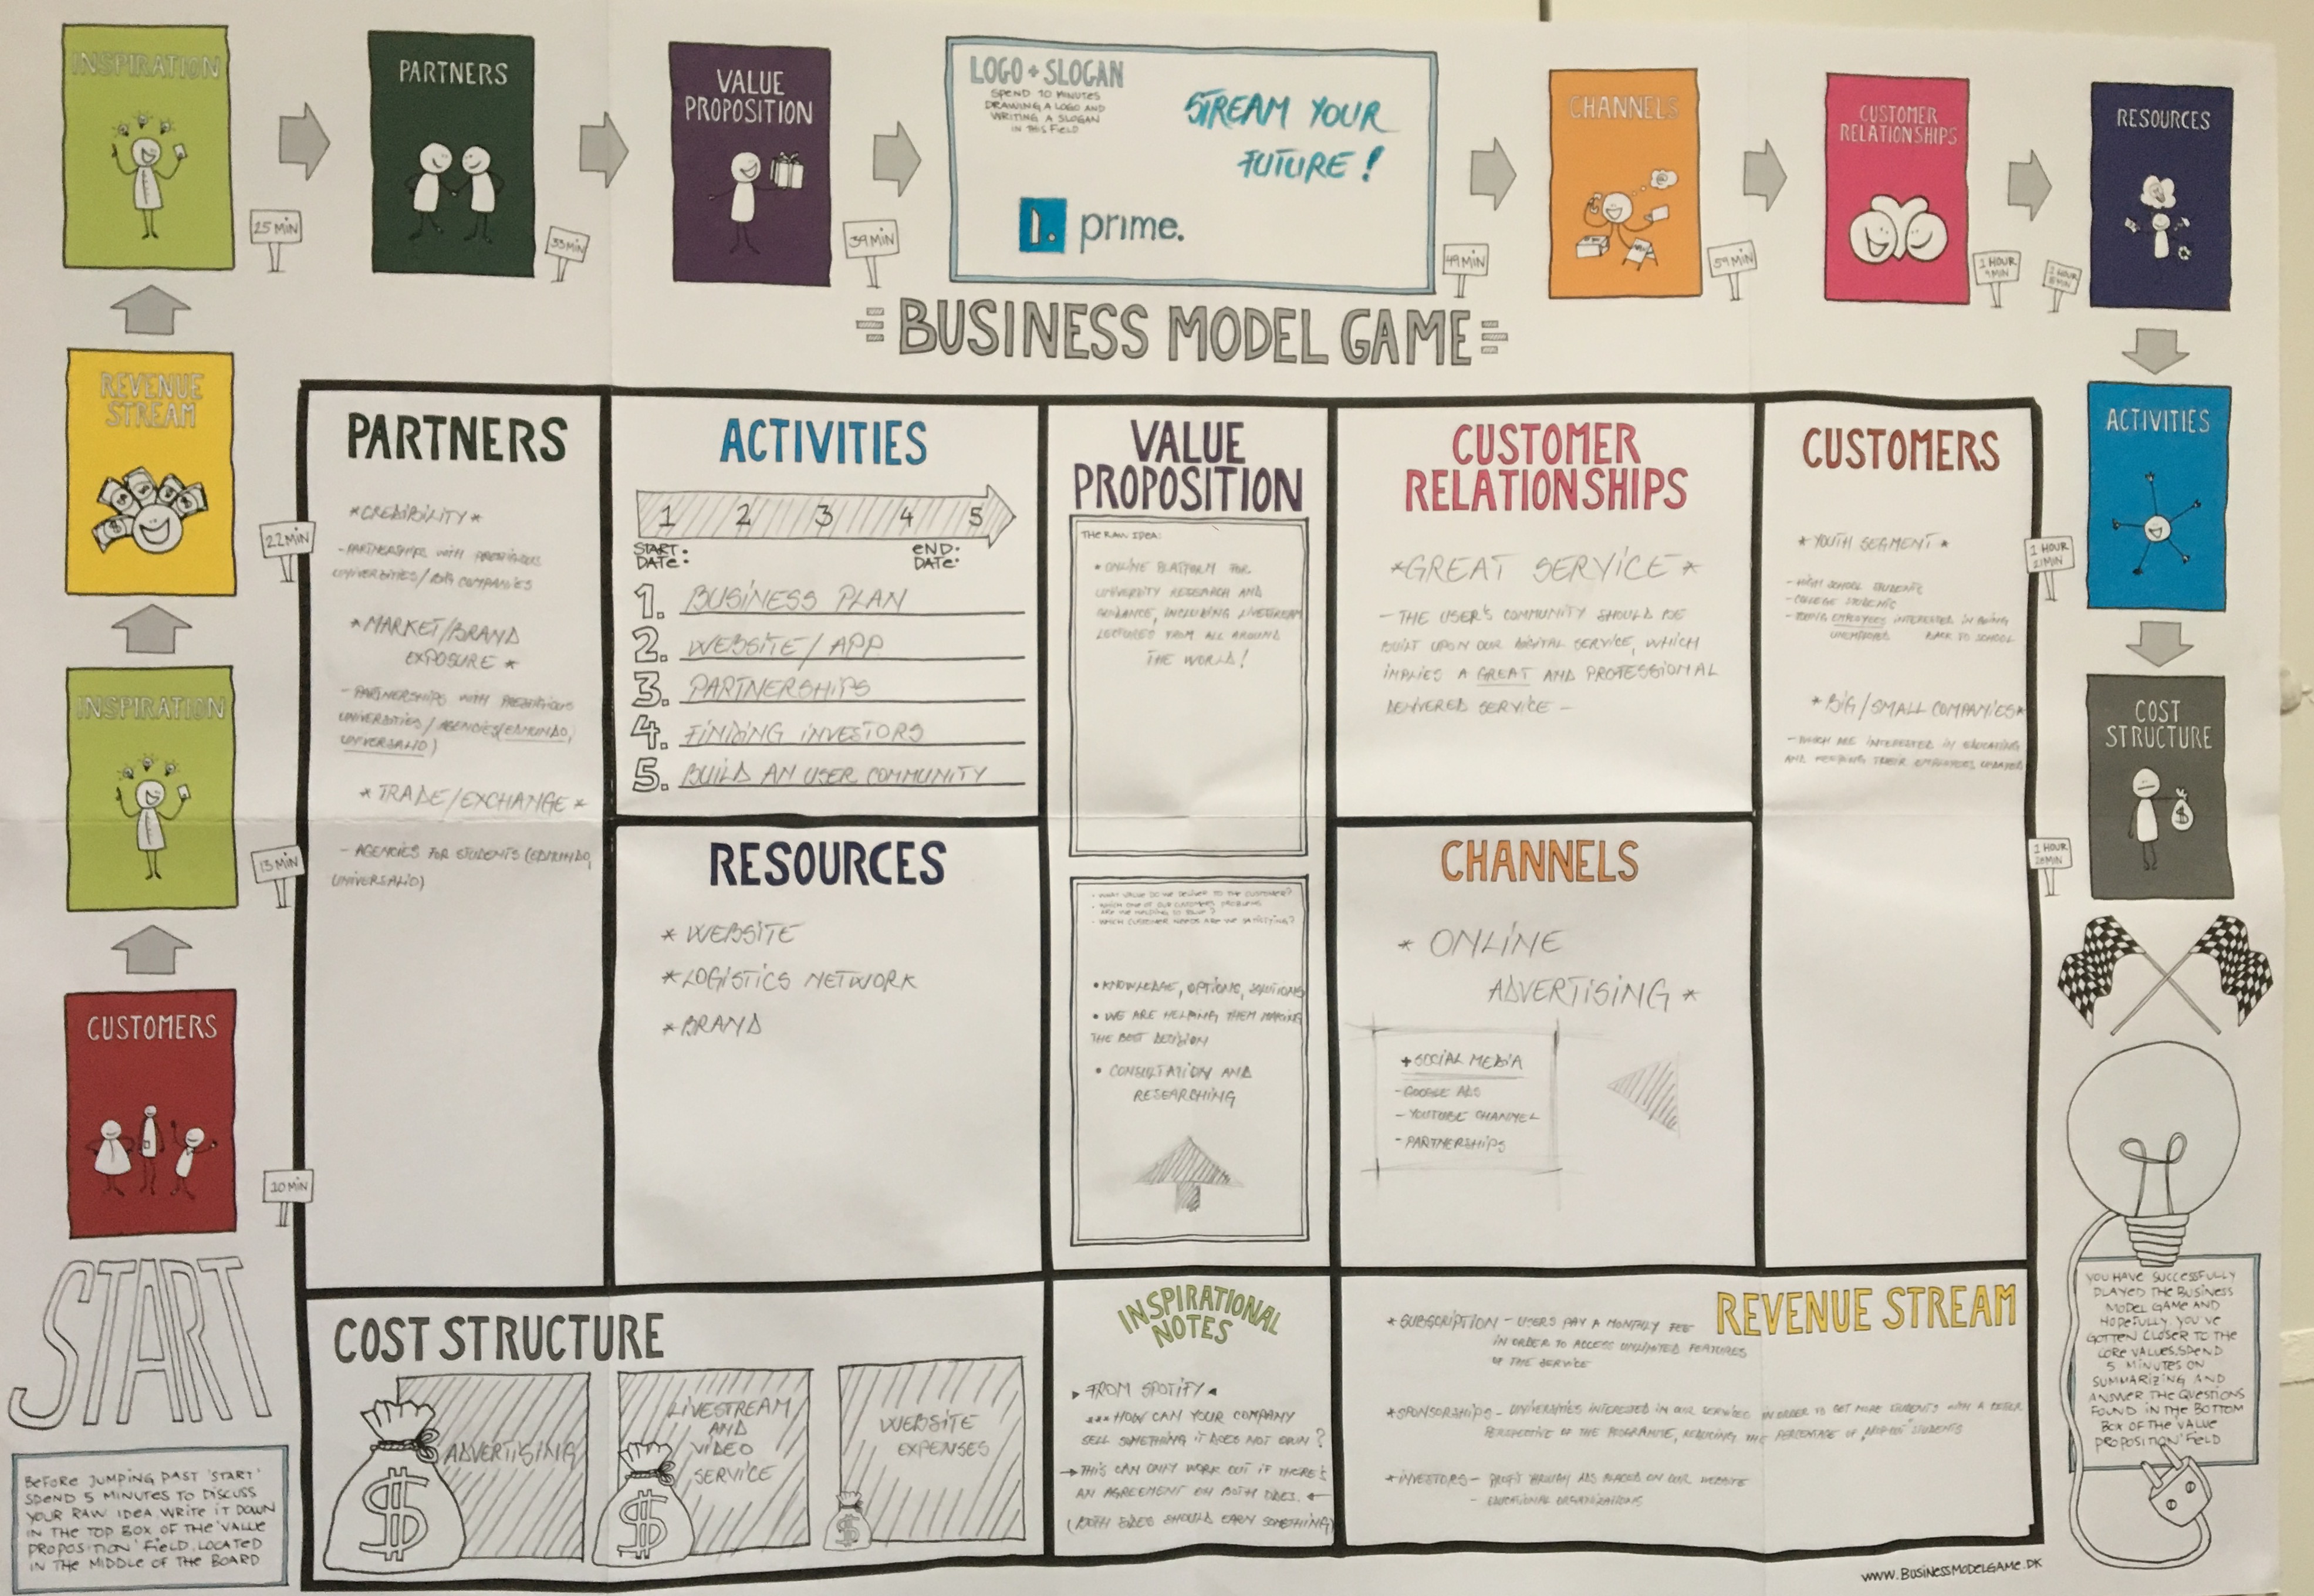 INSPIRATION
25 MIN
PARTNERS
33 MIN
VALUE
PROPOSITION
39 MIN
LOGO + SLOGAN
SPEND 10 MINUTES
DRAWING A LOGO AND
WRITING A SLOGAN
IN THIS FIELD
STREAM YOUR
FUTURE!
prime.
49 MIN
CHANNELS
59 MIN
CUSTOMER
RELATIONSHIPS
1 HOUR
9 MIN
1 HOUR
RESOURCES
BUSINESS MODEL GAME
REVENUE
STREAM
22 MIN
INSPIRATION
13 MIN
CUSTOMERS
10 MIN
START
BEFORE JUMPING PAST 'START'
SPEND 5 MINUTES TO DISCUSS
YOUR RAW IDEA. WRITE IT DOWN
IN THE TOP BOX OF THE 'VALUE
PROPOSITION' FIELD, LOCATED
IN THE MIDDLE OF THE BOARD
PARTNERS
*CREDIBILITY*
-PARTNERSHIPS WITH PRESTIGIOUS
UNIVERSITIES/BIG COMPANIES
*MARKET/BRAND
EXPOSURE*
-PARTNERSHIPS WITH PRESTIGIOUS
UNIVERSITIES/AGENCIES(EDMUNDO,
UNIVERSALIO)
*TRADE/EXCHANGE*
- AGENCIES FOR STUDENTS (EDMUNDO,
UNIVERSALIO)
ACTIVITIES
1 2 3 4 5
START DATE:
END DATE:
1. BUSINESS PLAN
2. WEBSITE/APP
3. PARTNERSHIPS
4. FINDING INVESTORS
5. BUILD AN USER COMMUNITY
RESOURCES
* WEBSITE
*LOGISTICS NETWORK
*BRAND
VALUE
PROPOSITION
THE RAW IDEA:
•ONLINE PLATFORM FOR
UNIVERSITY RESEARCH AND
GUIDANCE, INCLUDING LIVESTREAM
LECTURES FROM ALL AROUND
THE WORLD!
• WHAT VALUE DO WE DELIVER TO THE CUSTOMER?
• WHICH ONE OF OUR CUSTOMERS PROBLEMS
ARE WE HELPING TO SOLVE?
• WHICH CUSTOMER NEEDS ARE WE SATISFYING?
•KNOWLEDGE, OPTIONS, SOLUTIONS
• WE ARE HELPING THEM MAKING
THE BEST DECISION
• CONSULTATION AND
RESEARCHING
CUSTOMER
RELATIONSHIPS
*GREAT SERVICE*
- THE USER'S COMMUNITY SHOULD BE
BUILT UPON OUR DIGITAL SERVICE, WHICH
IMPLIES A GREAT AND PROFESSIONAL
DELIVERED SERVICE -
CHANNELS
* ONLINE
ADVERTISING *
+SOCIAL MEDIA
-GOOGLE ADS
-YOUTUBE CHANNEL
-PARTNERSHIPS
CUSTOMERS
*YOUTH SEGMENT*
-HIGH SCHOOL STUDENTS
-COLLEGE STUDENTS
-YOUNG EMPLOYEES INTERESTED IN GOING
UNEMPLOYED BACK TO SCHOOL
*BIG/SMALL COMPANIES*
-WHICH ARE INTERESTED IN EDUCATING
AND KEEPING THEIR EMPLOYEES UPDATED
ACTIVITIES
1 HOUR
21 MIN
COST
STRUCTURE
1 HOUR
COST STRUCTURE
ADVERTISING
LIVESTREAM
AND
VIDEO
SERVICE
WEBSITE
EXPENSES
INSPIRATIONAL
NOTES
FROM SPOTIFY
... HOW CAN YOUR COMPANY
SELL SOMETHING IT DOES NOT OWN?
→THIS CAN ONLY WORK OUT IF THERE'S
AN AGREEMENT ON BOTH SIDES. ←
(BOTH SIDES SHOULD EARN SOMETHING)
REVENUE STREAM
*SUBSCRIPTION - USERS PAY A MONTHLY FEE
IN ORDER TO ACCESS UNLIMITED FEATURES
OF THE SERVICE
*SPONSORSHIPS- UNIVERSITIES INTERESTED IN OUR SERVICES IN ORDER TO GET MORE STUDENTS WITH A BETTER
PERSPECTIVE OF THE PROGRAMME, REDUCING THE PERCENTAGE OF "DROPOUT" STUDENTS
*INVESTORS- PROFIT THROUGH ADS PLACED ON OUR WEBSITE
- EDUCATIONAL ORGANIZATIONS
YOU HAVE SUCCESSFULLY
PLAYED THE BUSINESS
MODEL GAME AND
HOPEFULLY, YOU'VE
GOTTEN CLOSER TO THE
CORE VALUES. SPEND
5 MINUTES ON
SUMMARIZING AND
ANSWER THE QUESTIONS
FOUND IN THE BOTTOM
BOX OF THE 'VALUE
PROPOSITION' FIELD
WWW.BUSINESSMODELGAME.DK